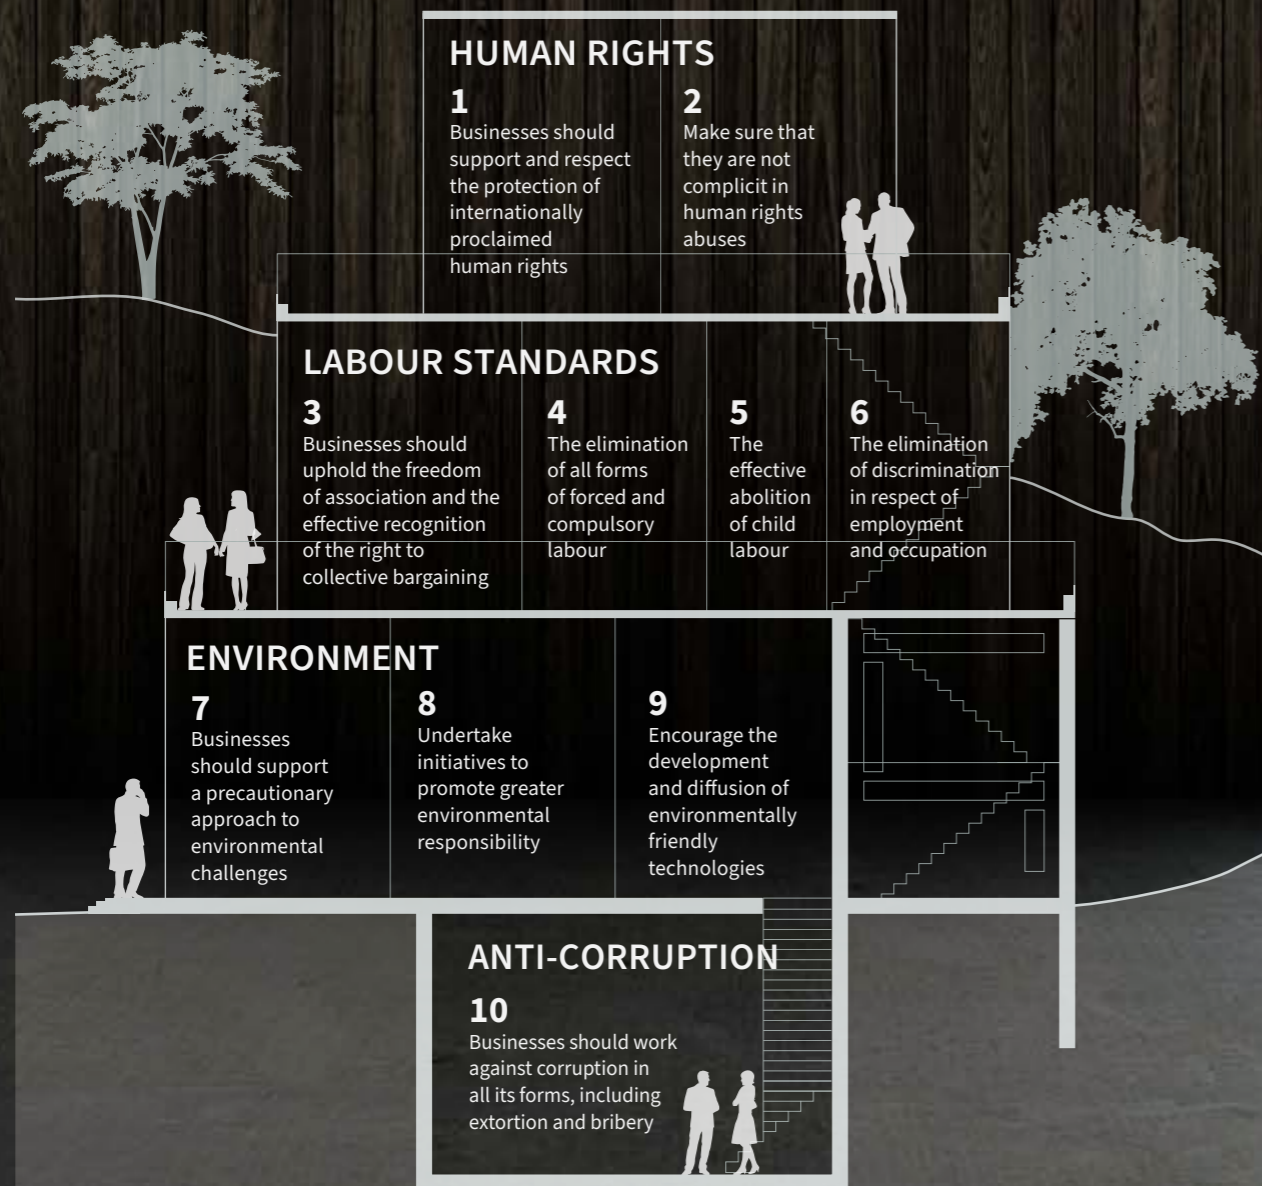 HUMAN RIGHTS
1
Businesses should
support and respect
the protection of
internationally
proclaimed
human rights
2
Make sure that
they are not
complicit in
human rights
abuses
LABOUR STANDARDS
3
Businesses should
uphold the freedom
of association and the
effective recognition
of the right to
collective bargaining
4
The elimination
of all forms
of forced and
compulsory
labour
5
The
effective
abolition
of child
labour
6
The elimination
of discrimination
in respect of
employment
and occupation
ENVIRONMENT
7
Businesses
should support
a precautionary
approach to
environmental
challenges
8
Undertake
initiatives to
promote greater
environmental
responsibility
9
Encourage the
development
and diffusion of
environmentally
friendly
technologies
ANTI-CORRUPTION
10
Businesses should work
against corruption in
all its forms, including
extortion and bribery